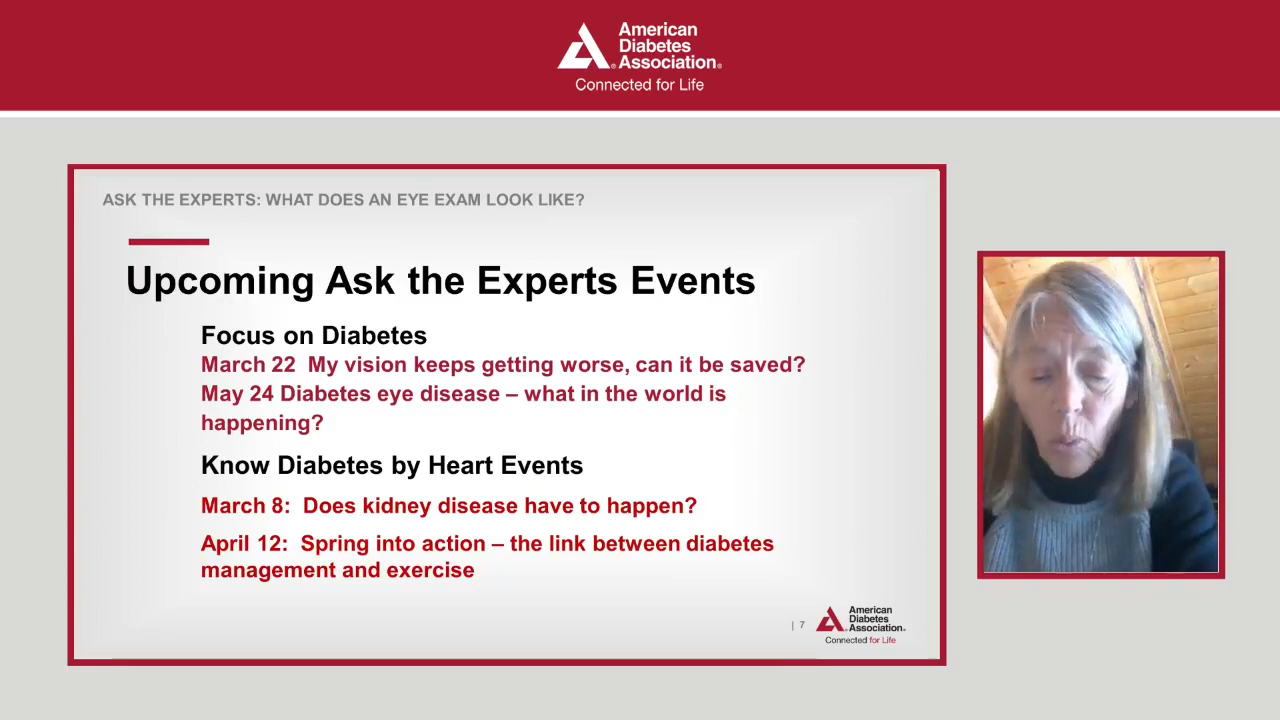 American
Diabetes
Association®
Connected for Life
ASK THE EXPERTS: WHAT DOES AN EYE EXAM LOOK LIKE?
Upcoming Ask the Experts Events
Focus on Diabetes
March 22 My vision keeps getting worse, can it be saved?
May 24 Diabetes eye disease – what in the world is
happening?
Know Diabetes by Heart Events
March 8: Does kidney disease have to happen?
April 12: Spring into action – the link between diabetes
management and exercise
| 7
American
Diabetes
Association®
Connected for Life